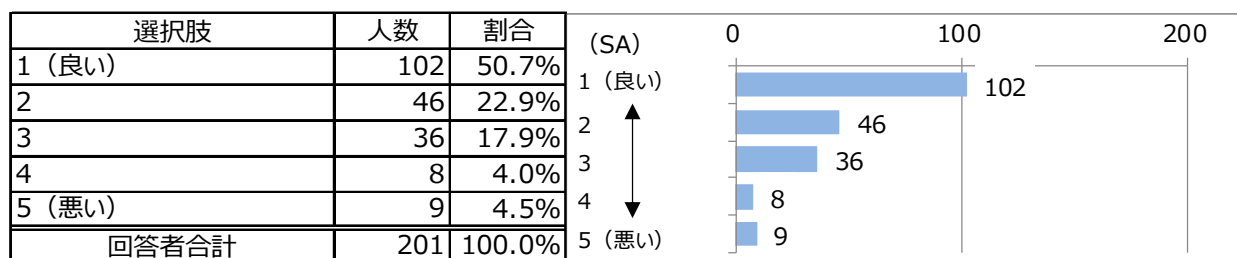 選択肢 人数 割合
1（良い） 102 50.7%
2 46 22.9%
3 36 17.9%
4 8 4.0%
5（悪い） 9 4.5%
回答者合計 201 100.0%
（SA） 0 100 200
1（良い） 102
2 46
3 36
4 8
5（悪い） 9